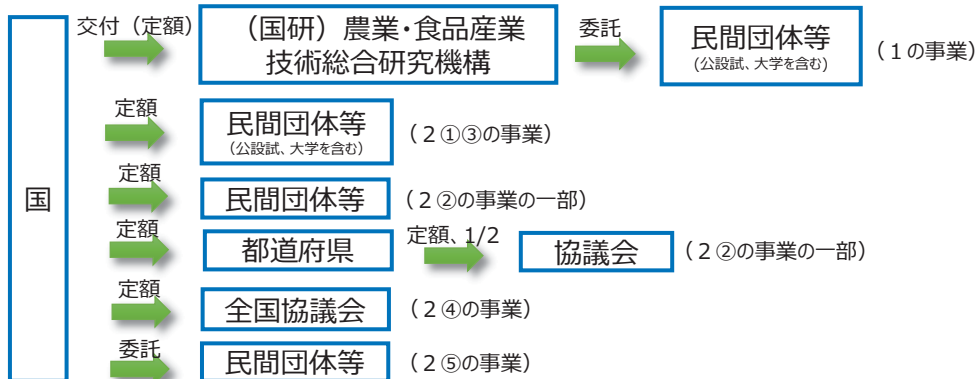 交付（定額）
（国研）農業・食品産業
技術総合研究機構
委託
民間団体等
(公設試、大学を含む)
（１の事業）
定額
民間団体等
（公設試、大学を含む）
（２①③の事業）
国
定額
民間団体等
（２②の事業の一部）
定額
都道府県
定額、1/2
協議会
（２②の事業の一部）
定額
全国協議会
（２④の事業）
委託
民間団体等
（２⑤の事業）